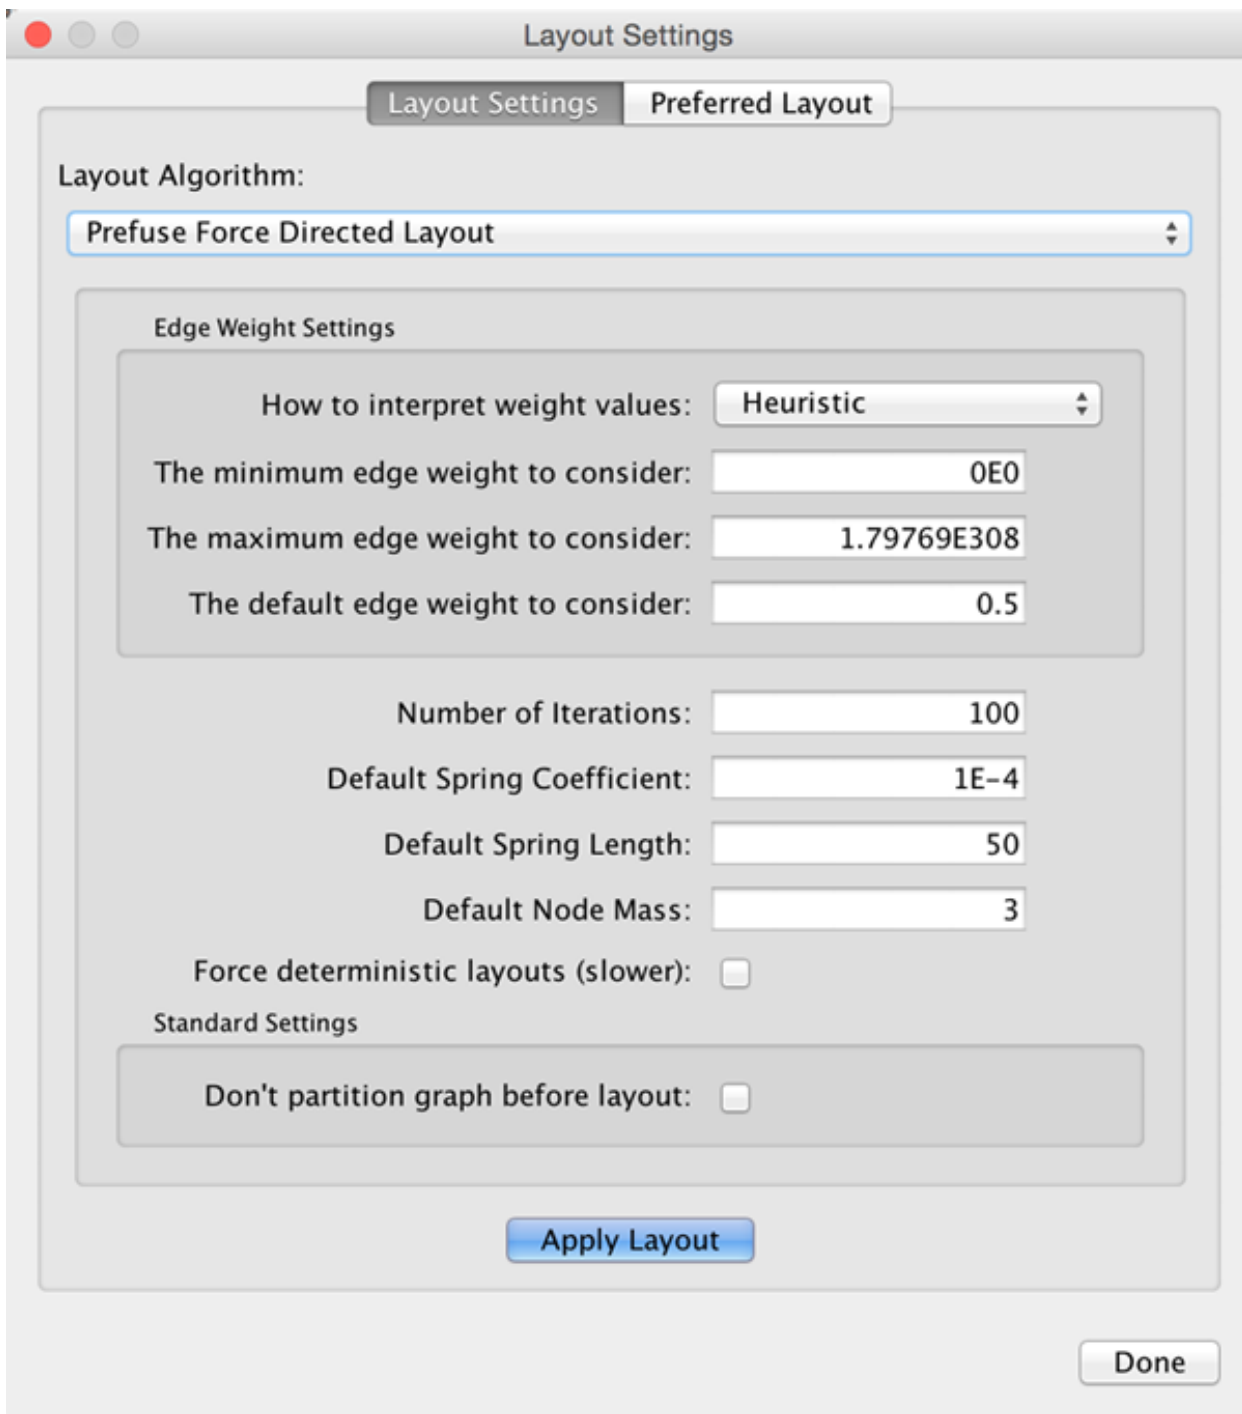 Layout Settings
Layout Settings Preferred Layout
Layout Algorithm:
Prefuse Force Directed Layout
Edge Weight Settings
How to interpret weight values: Heuristic
The minimum edge weight to consider: 0E0
The maximum edge weight to consider: 1.79769E308
The default edge weight to consider: 0.5
Number of Iterations: 100
Default Spring Coefficient: 1E-4
Default Spring Length: 50
Default Node Mass: 3
Force deterministic layouts (slower):
Standard Settings
Don't partition graph before layout:
Apply Layout
Done